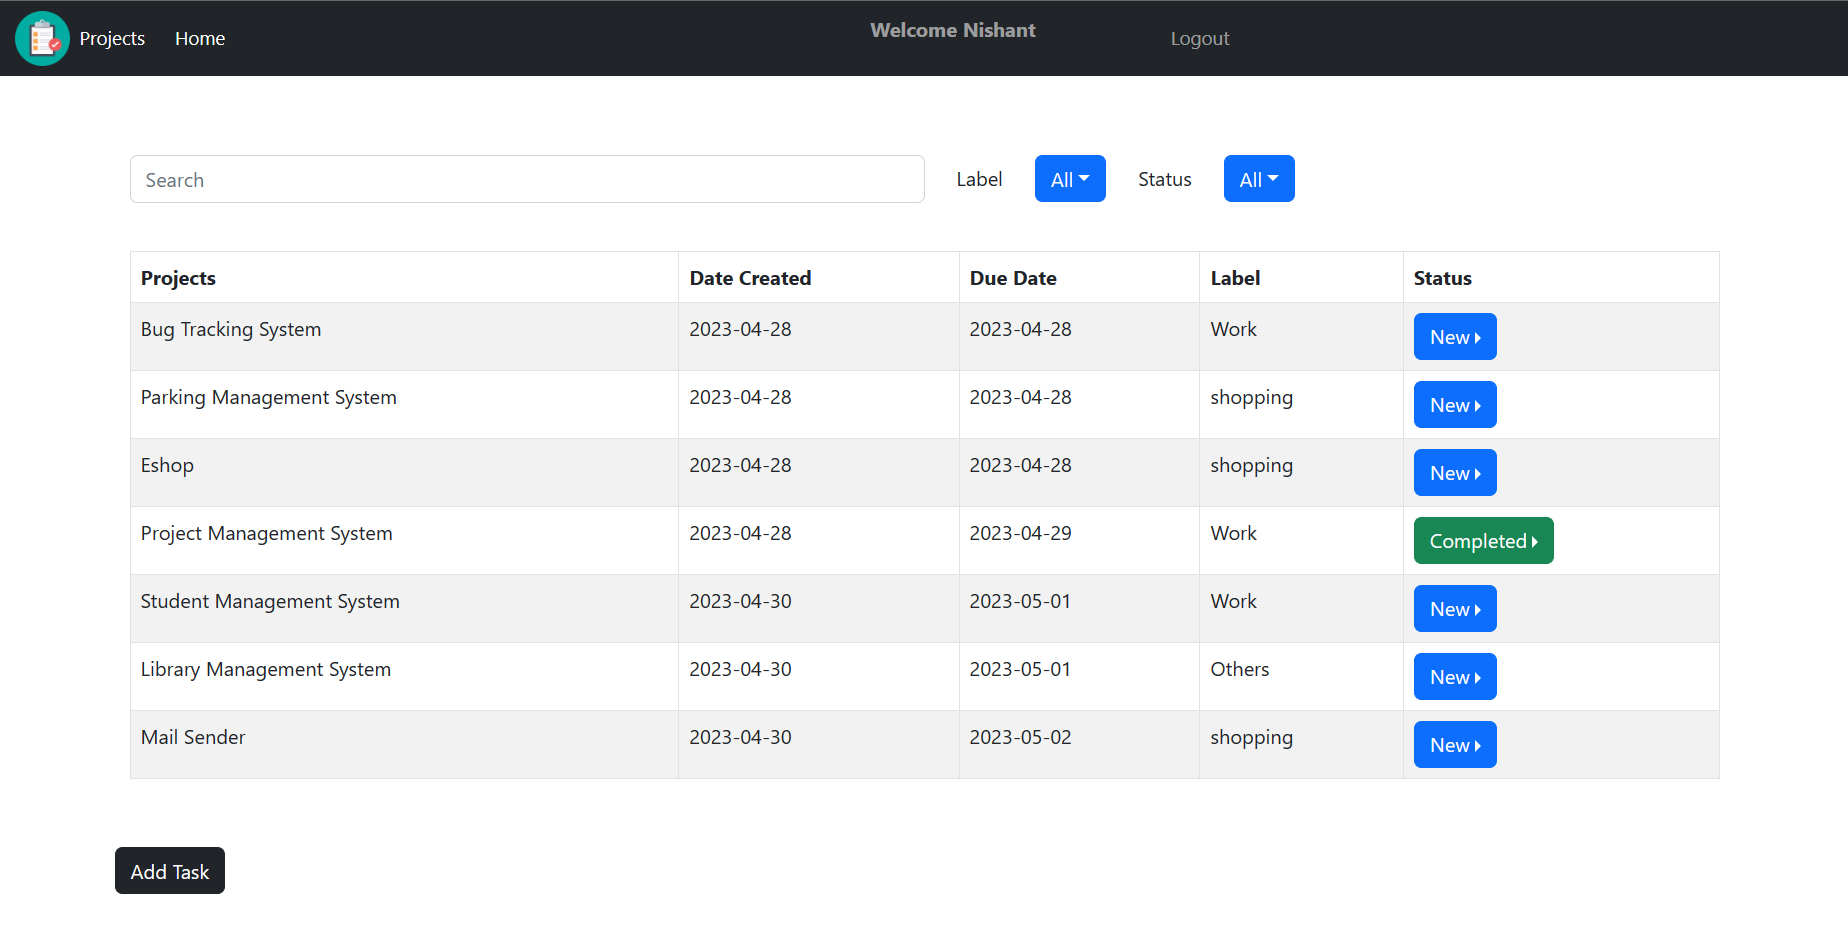 Projects Home Welcome Nishant Logout
Search Label All Status All
Projects Date Created Due Date Label Status
Bug Tracking System 2023-04-28 2023-04-28 Work New
Parking Management System 2023-04-28 2023-04-28 shopping New
Eshop 2023-04-28 2023-04-28 shopping New
Project Management System 2023-04-28 2023-04-29 Work Completed
Student Management System 2023-04-30 2023-05-01 Work New
Library Management System 2023-04-30 2023-05-01 Others New
Mail Sender 2023-04-30 2023-05-02 shopping New
Add Task